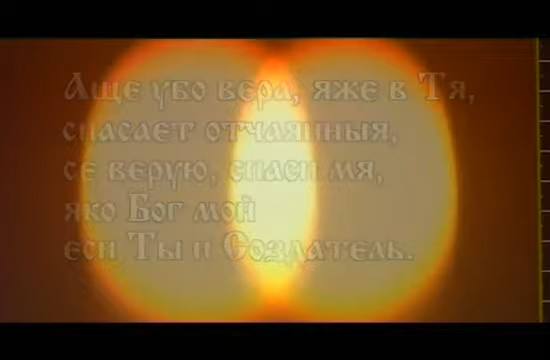 Аще убо вера, яже в Тя,
спасает отчаянныя,
се верую, спаси мя,
яко Бог мой
еси Ты и Создатель.